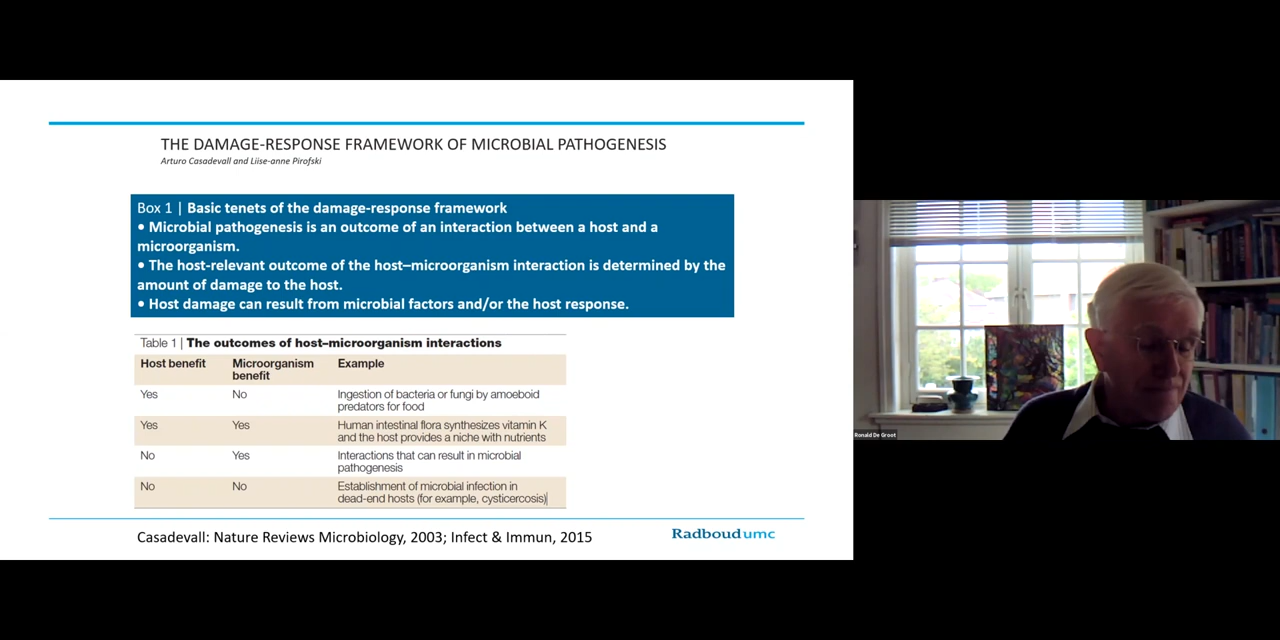 THE DAMAGE-RESPONSE FRAMEWORK OF MICROBIAL PATHOGENESIS
Arturo Casadevall and Liise-anne Pirofski
Box 1 | Basic tenets of the damage-response framework
• Microbial pathogenesis is an outcome of an interaction between a host and a
microorganism.
• The host-relevant outcome of the host–microorganism interaction is determined by the
amount of damage to the host.
• Host damage can result from microbial factors and/or the host response.
Table 1 | The outcomes of host–microorganism interactions
Host benefit Microorganism benefit Example
Yes No Ingestion of bacteria or fungi by amoeboid
predators for food
Yes Yes Human intestinal flora synthesizes vitamin K
and the host provides a niche with nutrients
No Yes Interactions that can result in microbial
pathogenesis
No No Establishment of microbial infection in
dead-end hosts (for example, cysticercosis)
Casadevall: Nature Reviews Microbiology, 2003; Infect & Immun, 2015
Radboudumc
Ronald De Groot